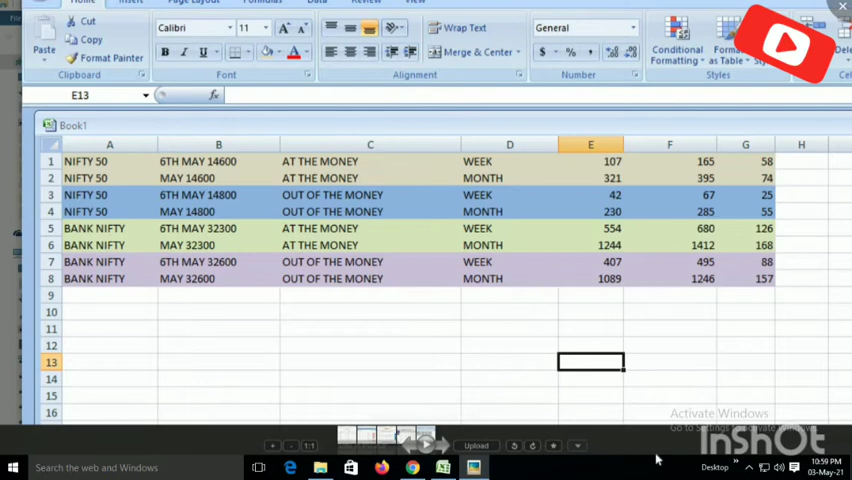 Home Insert Page Layout Formulas Data Review View
Cut
Copy
Format Painter
Paste
Clipboard
Calibri 11
B I U
Font
Wrap Text
Merge & Center
Alignment
General
$ % ,
Number
Conditional Formatting
as Table
Styles
E13 fx
Book1
A B C D E F G H
1 NIFTY 50 6TH MAY 14600 AT THE MONEY WEEK 107 165 58
2 NIFTY 50 MAY 14600 AT THE MONEY MONTH 321 395 74
3 NIFTY 50 6TH MAY 14800 OUT OF THE MONEY WEEK 42 67 25
4 NIFTY 50 MAY 14800 OUT OF THE MONEY MONTH 230 285 55
5 BANK NIFTY 6TH MAY 32300 AT THE MONEY WEEK 554 680 126
6 BANK NIFTY MAY 32300 AT THE MONEY MONTH 1244 1412 168
7 BANK NIFTY 6TH MAY 32600 OUT OF THE MONEY WEEK 407 495 88
8 BANK NIFTY MAY 32600 OUT OF THE MONEY MONTH 1089 1246 157
9
10
11
12
13
14
15
16
Activate Windows
Go to Settings to activate Windows.
+ - 1:1 Upload
InShOt
Search the web and Windows
Desktop
10:59 PM
03-May-21